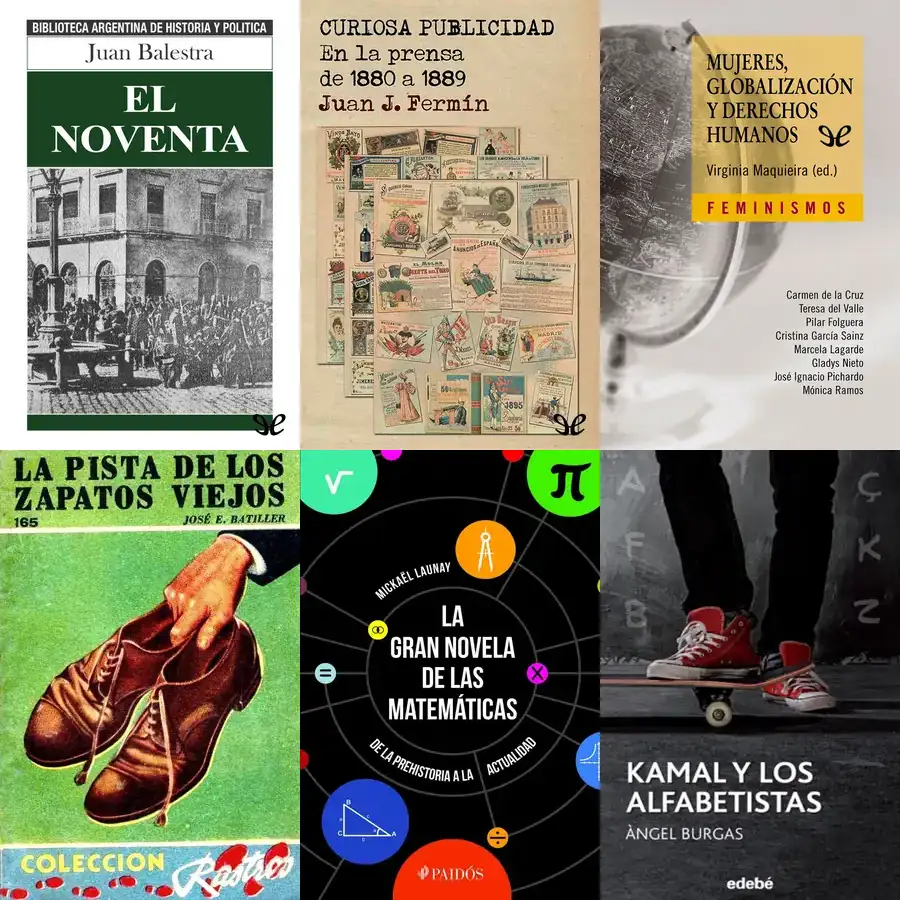 BIBLIOTECA ARGENTINA DE HISTORIA Y POLITICA
Juan Balestra
EL
NOVENTA
CURIOSA PUBLICIDAD
En la prensa
de 1880 a 1889
Juan J. Fermín
MADRID
1895
MUJERES,
GLOBALIZACIÓN
Y DERECHOS
HUMANOS
Virginia Maquieira (ed.)
FEMINISMOS
Carmen de la Cruz
Teresa del Valle
Pilar Folguera
Cristina García Sainz
Marcela Lagarde
Gladys Nieto
José Ignacio Pichardo
Mónica Ramos
LA PISTA DE LOS
ZAPATOS VIEJOS
165
JOSÉ E. BATILLER
COLECCIÓN
Rastros
√
π
MICKAËL LAUNAY
LA
GRAN NOVELA
DE LAS
MATEMÁTICAS
=
×
DE LA PREHISTORIA A LA ACTUALIDAD
B
C
A
÷
PAIDÓS
A
Ç
F
K
B
Z
KAMAL Y LOS
ALFABETISTAS
ÀNGEL BURGAS
edebé